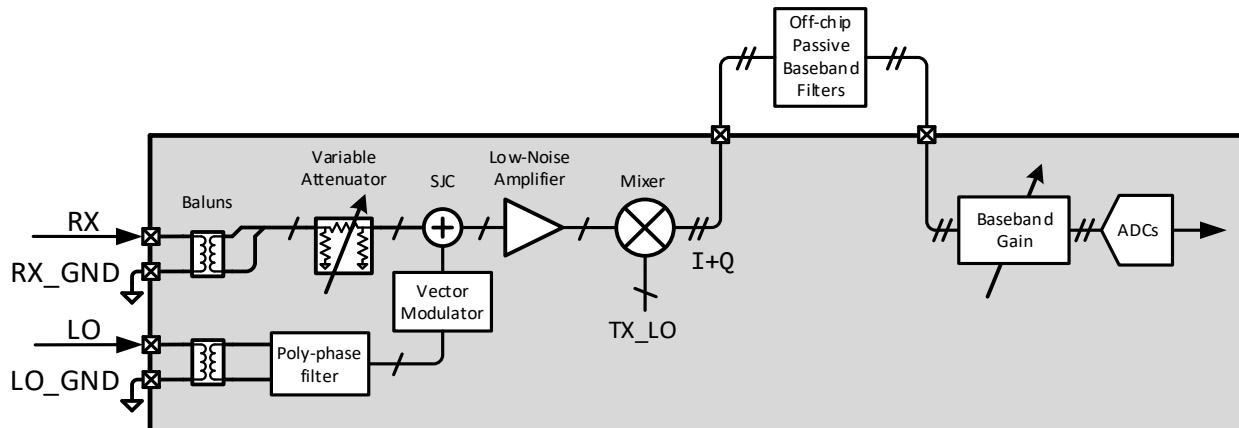 Off-chip
Passive
Baseband
Filters
Variable
Attenuator
SJC
Low-Noise
Amplifier
Mixer
Baluns
RX
RX_GND
I+Q
Baseband
Gain
ADCs
Vector
Modulator
TX_LO
LO
LO_GND
Poly-phase
filter